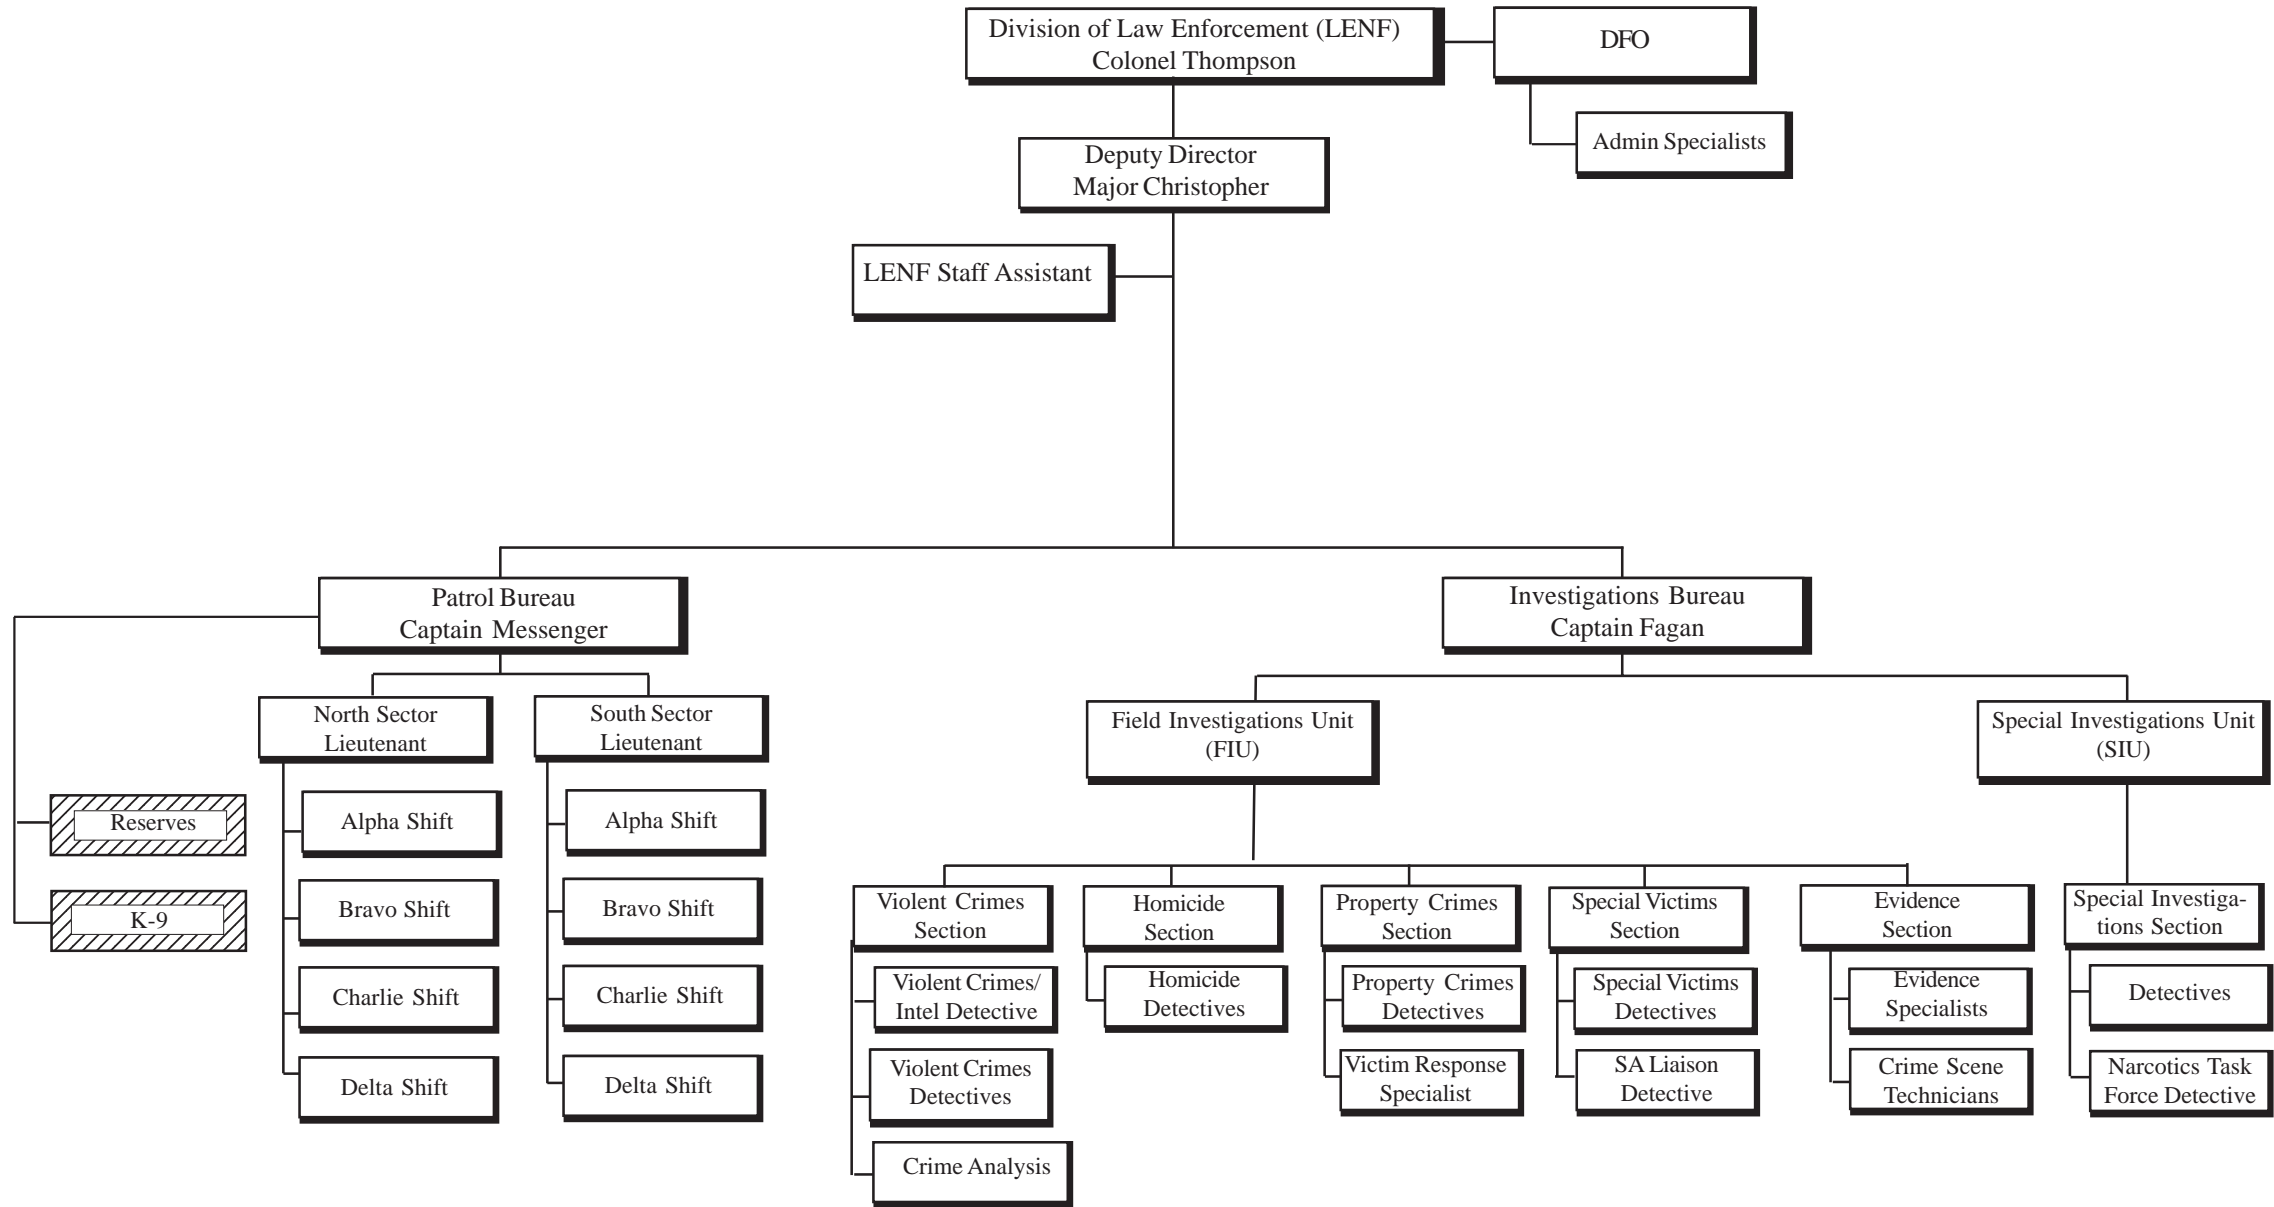 Division of Law Enforcement (LENF)
Colonel Thompson
DFO
Admin Specialists
Deputy Director
Major Christopher
LENF Staff Assistant
Patrol Bureau
Captain Messenger
Investigations Bureau
Captain Fagan
North Sector
Lieutenant
South Sector
Lieutenant
Field Investigations Unit
(FIU)
Special Investigations Unit
(SIU)
Reserves
K-9
Alpha Shift
Bravo Shift
Charlie Shift
Delta Shift
Alpha Shift
Bravo Shift
Charlie Shift
Delta Shift
Violent Crimes
Section
Violent Crimes/
Intel Detective
Violent Crimes
Detectives
Crime Analysis
Homicide
Section
Homicide
Detectives
Property Crimes
Section
Property Crimes
Detectives
Victim Response
Specialist
Special Victims
Section
Special Victims
Detectives
SA Liaison
Detective
Evidence
Section
Evidence
Specialists
Crime Scene
Technicians
Special Investiga-
tions Section
Detectives
Narcotics Task
Force Detective